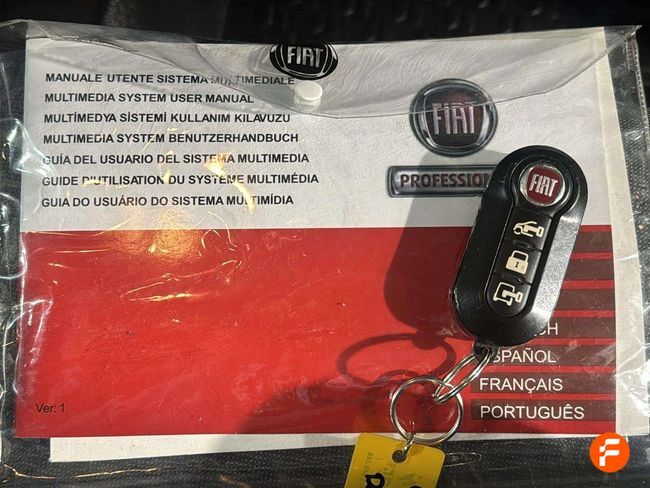 FIAT
MANUALE UTENTE SISTEMA MULTIMEDIALE
MULTIMEDIA SYSTEM USER MANUAL
MULTİMEDYA SİSTEMİ KULLANIM KILAVUZU
MULTIMEDIA SYSTEM BENUTZERHANDBUCH
GUÍA DEL USUARIO DEL SISTEMA MULTIMEDIA
GUIDE D'UTILISATION DU SYSTÈME MULTIMÉDIA
GUIA DO USUÁRIO DO SISTEMA MULTIMÍDIA
FIAT
PROFESSION
FIAT
ESPAÑOL
FRANÇAIS
PORTUGUÊS
Ver: 1